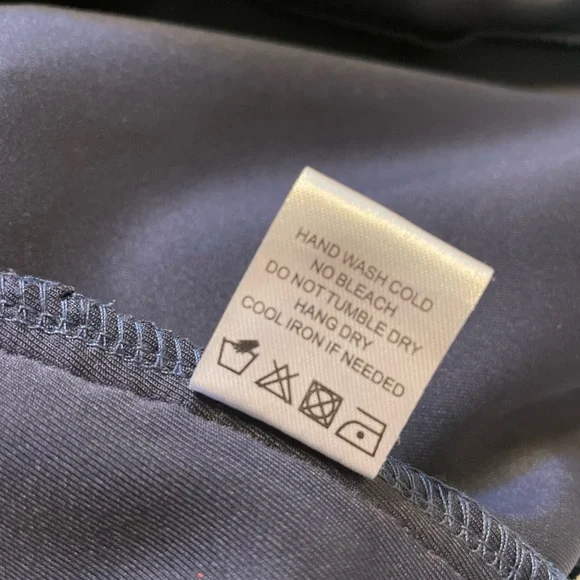 HAND WASH COLD
NO BLEACH
DO NOT TUMBLE DRY
HANG DRY
COOL IRON IF NEEDED